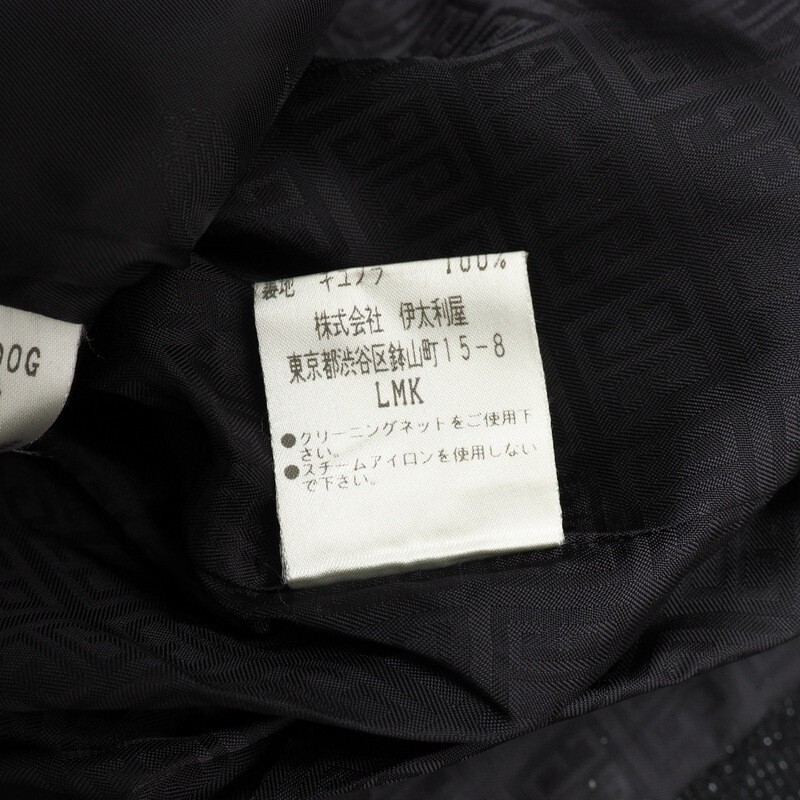 裏地 キュプラ 100%
株式会社 伊太利屋
東京都渋谷区鉢山町15-8
LMK
●クリーニングネットをご使用下
さい。
●スチームアイロンを使用しない
で下さい。
00G